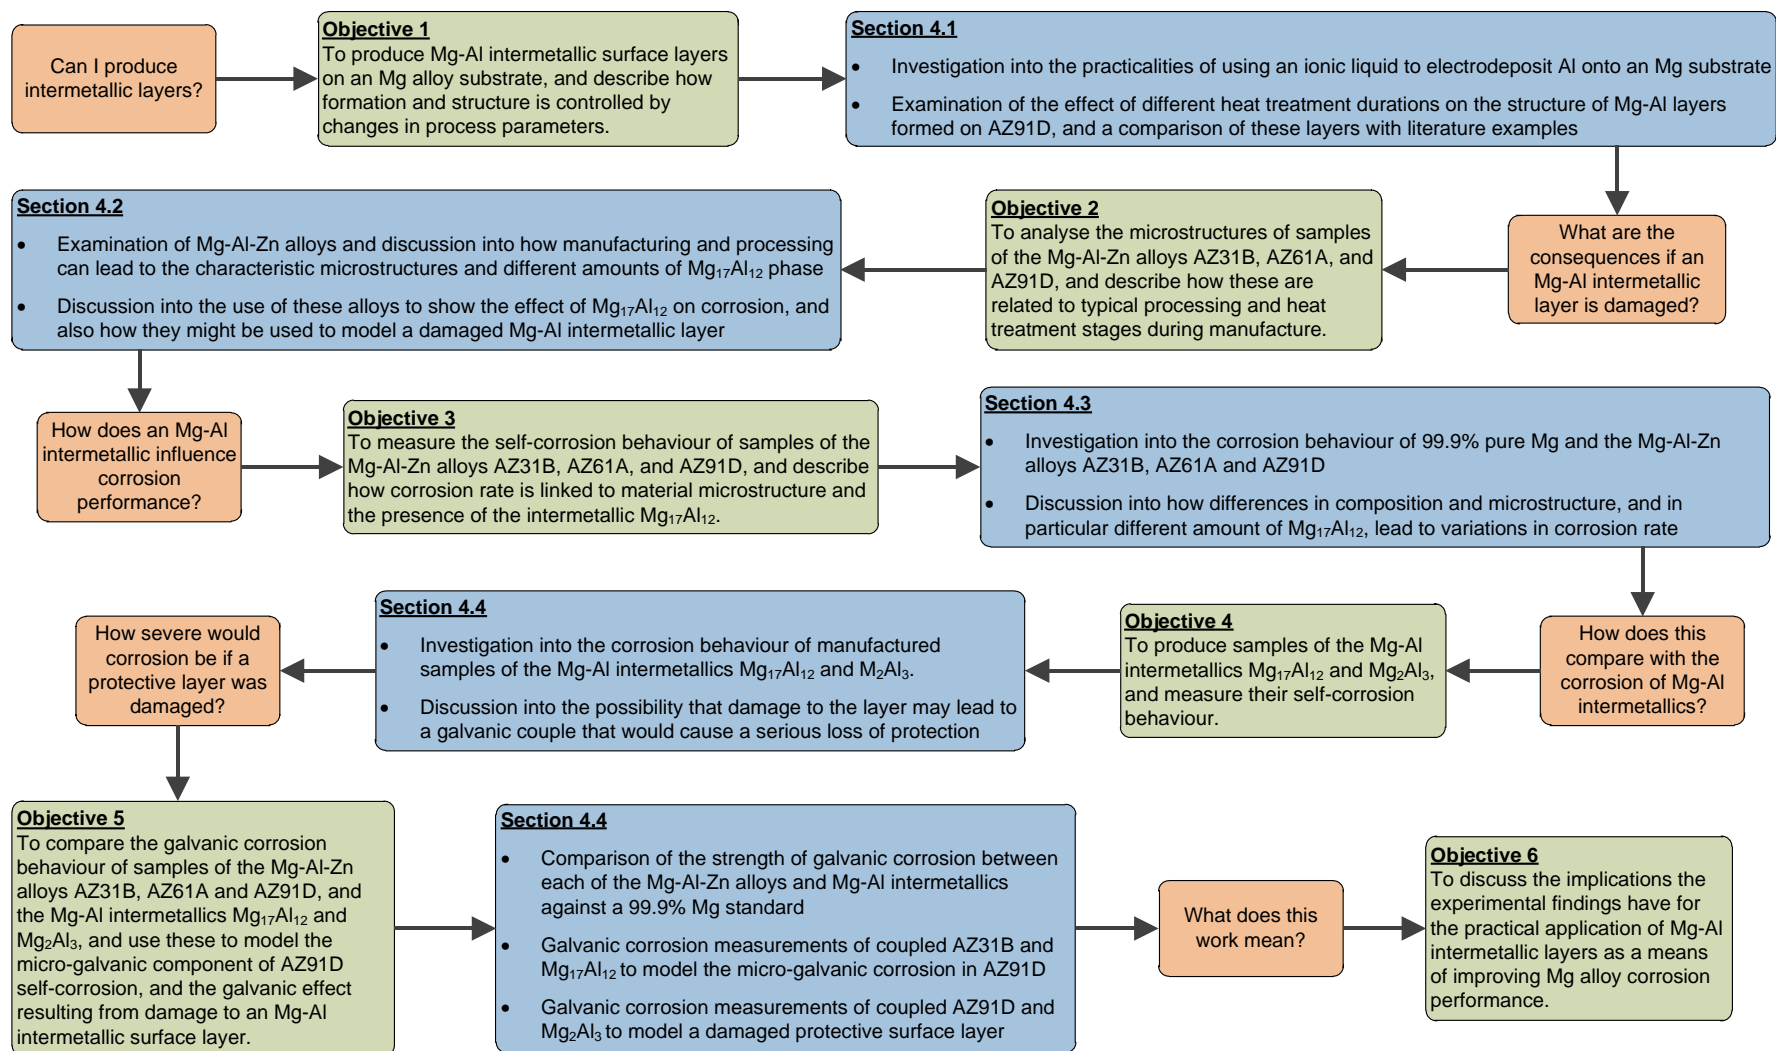 Can I produce
intermetallic layers?
Objective 1
To produce Mg-Al intermetallic surface layers
on an Mg alloy substrate, and describe how
formation and structure is controlled by
changes in process parameters.
Section 4.1
• Investigation into the practicalities of using an ionic liquid to electrodeposit Al onto an Mg substrate
• Examination of the effect of different heat treatment durations on the structure of Mg-Al layers
formed on AZ91D, and a comparison of these layers with literature examples
What are the
consequences if an
Mg-Al intermetallic
layer is damaged?
Objective 2
To analyse the microstructures of samples
of the Mg-Al-Zn alloys AZ31B, AZ61A, and
AZ91D, and describe how these are
related to typical processing and heat
treatment stages during manufacture.
Section 4.2
• Examination of Mg-Al-Zn alloys and discussion into how manufacturing and processing
can lead to the characteristic microstructures and different amounts of Mg₁₇Al₁₂ phase
• Discussion into the use of these alloys to show the effect of Mg₁₇Al₁₂ on corrosion, and
also how they might be used to model a damaged Mg-Al intermetallic layer
How does an Mg-Al
intermetallic influence
corrosion
performance?
Objective 3
To measure the self-corrosion behaviour of samples of the
Mg-Al-Zn alloys AZ31B, AZ61A, and AZ91D, and describe
how corrosion rate is linked to material microstructure and
the presence of the intermetallic Mg₁₇Al₁₂.
Section 4.3
• Investigation into the corrosion behaviour of 99.9% pure Mg and the Mg-Al-Zn
alloys AZ31B, AZ61A and AZ91D
• Discussion into how differences in composition and microstructure, and in
particular different amount of Mg₁₇Al₁₂, lead to variations in corrosion rate
How does this
compare with the
corrosion of Mg-Al
intermetallics?
Objective 4
To produce samples of the Mg-Al
intermetallics Mg₁₇Al₁₂ and Mg₂Al₃,
and measure their self-corrosion
behaviour.
Section 4.4
• Investigation into the corrosion behaviour of manufactured
samples of the Mg-Al intermetallics Mg₁₇Al₁₂ and M₂Al₃.
• Discussion into the possibility that damage to the layer may lead to
a galvanic couple that would cause a serious loss of protection
How severe would
corrosion be if a
protective layer was
damaged?
Objective 5
To compare the galvanic corrosion
behaviour of samples of the Mg-Al-Zn
alloys AZ31B, AZ61A and AZ91D, and
the Mg-Al intermetallics Mg₁₇Al₁₂ and
Mg₂Al₃, and use these to model the
micro-galvanic component of AZ91D
self-corrosion, and the galvanic effect
resulting from damage to an Mg-Al
intermetallic surface layer.
Section 4.4
• Comparison of the strength of galvanic corrosion between
each of the Mg-Al-Zn alloys and Mg-Al intermetallics
against a 99.9% Mg standard
• Galvanic corrosion measurements of coupled AZ31B and
Mg₁₇Al₁₂ to model the micro-galvanic corrosion in AZ91D
• Galvanic corrosion measurements of coupled AZ91D and
Mg₂Al₃ to model a damaged protective surface layer
What does this
work mean?
Objective 6
To discuss the implications the
experimental findings have for
the practical application of Mg-Al
intermetallic layers as a means
of improving Mg alloy corrosion
performance.